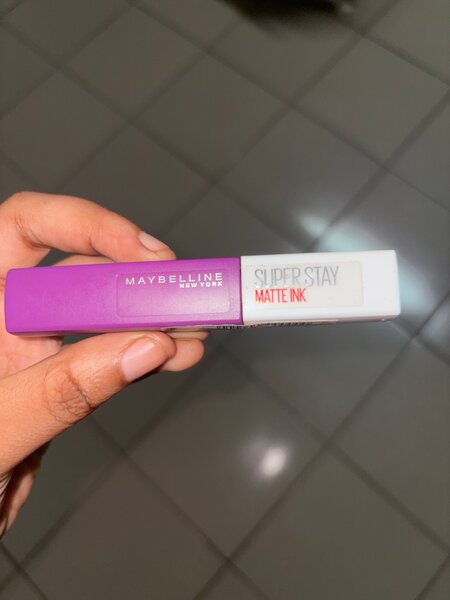 MAYBELLINE
NEW YORK
SUPER STAY
MATTE INK